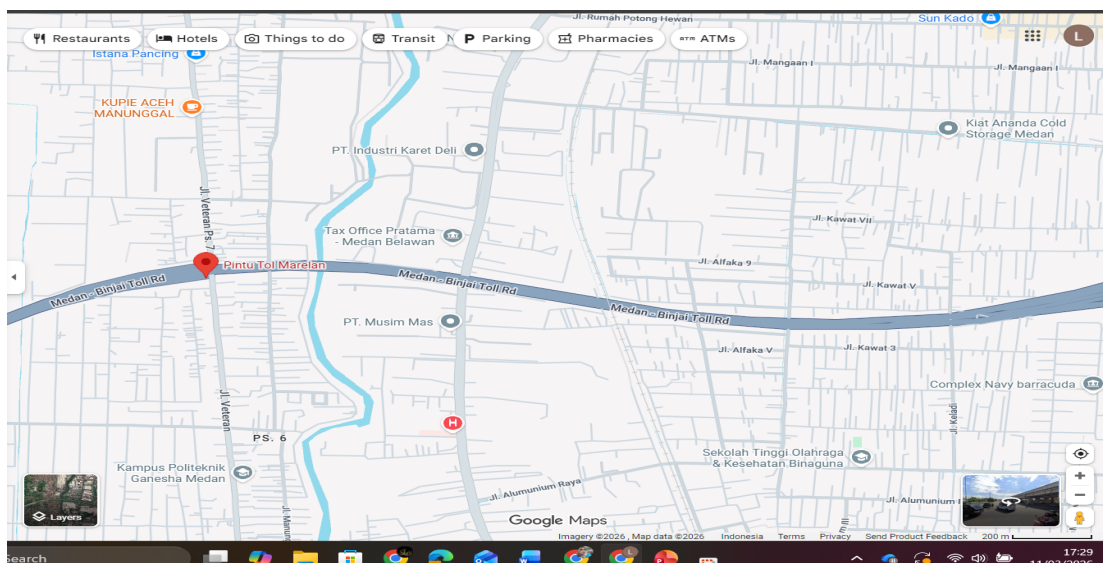 Jl. Rumah Potong Hewan
Sun Kado
Restaurants
Hotels
Things to do
Transit
N
P Parking
Pharmacies
ATMs
L
Istana Pancing
Jl. Mangaan I
Jl. Mangaan I
KUPIE ACEH
MANUNGGAL
Kiat Ananda Cold
Storage Medan
PT. Industri Karet Deli
Jl. Veteran Ps. 7
Jl. Kawat VII
Tax Office Pratama
- Medan Belawan
Pintu Tol Marelan
Jl. Alfaka 9
Medan - Binjai Toll Rd
Medan - Binjai Toll Rd
Jl. Kawat V
Medan - Binjai Toll Rd
PT. Musim Mas
Jl. Alfaka V
Jl. Kawat 3
Complex Navy barracuda
Jl. Veteran
Jl. Keladi
H
PS. 6
Sekolah Tinggi Olahraga
& Kesehatan Binaguna
Kampus Politeknik
Ganesha Medan
Jl. Alumunium Raya
Jl. Alumunium
Layers
Google Maps
Imagery ©2026 , Map data ©2026 Indonesia Terms Privacy Send Product Feedback 200 m
Search
17:29